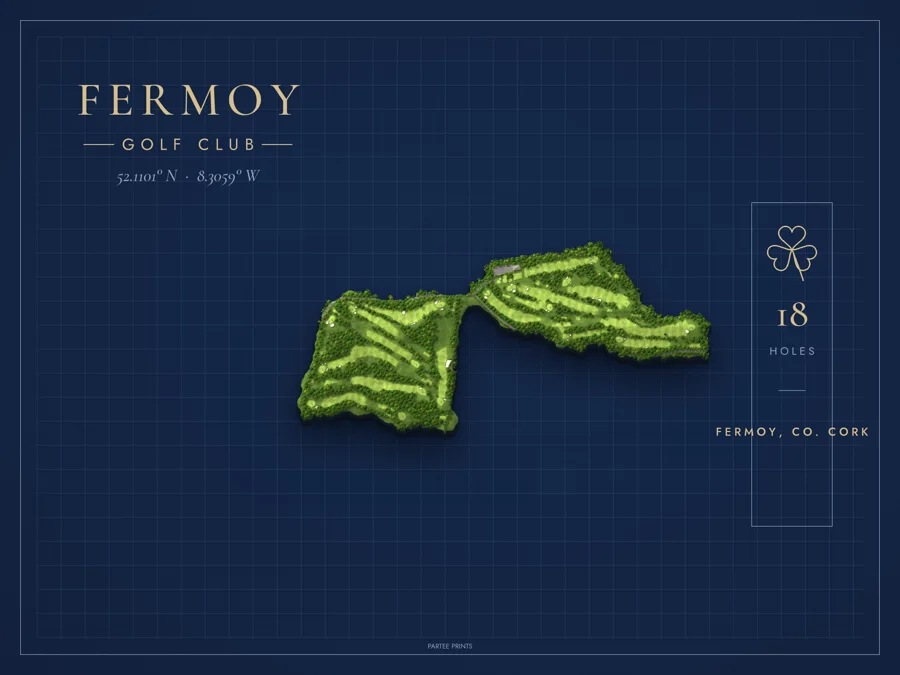 FERMOY
GOLF CLUB
52.1101° N · 8.3059° W
18
HOLES
FERMOY, CO. CORK
PARTEE PRINTS